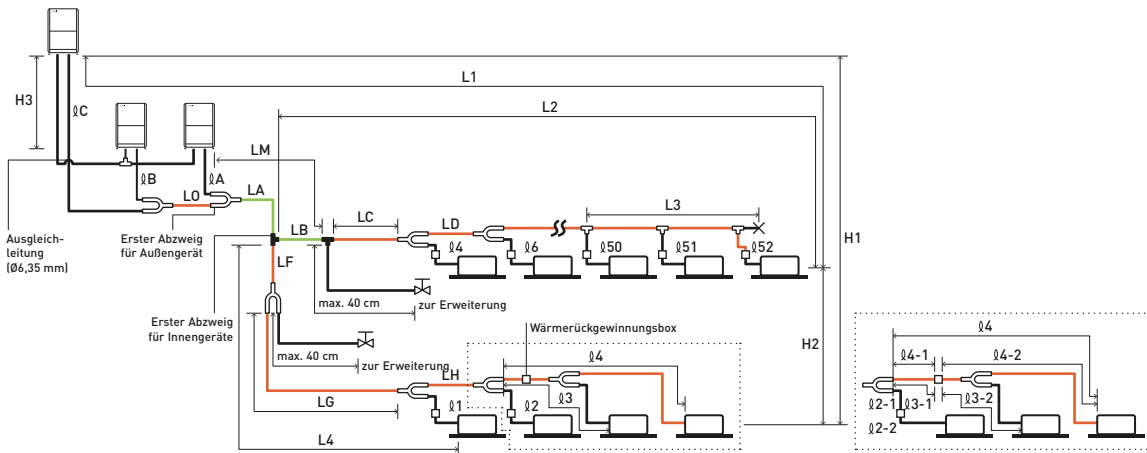 L1
H3
ℓC
L2
LM
ℓB
ℓA
LO
LA
L3
LB
LC
LD
ℓ4
ℓ6
ℓ50
ℓ51
ℓ52
H1
Ausgleich-
leitung
(Ø6,35 mm)
Erster Abzweig
für Außengerät
LF
max. 40 cm
zur Erweiterung
Erster Abzweig
für Innengeräte
Wärmerückgewinnungsbox
H2
max. 40 cm
zur Erweiterung
LH
ℓ4
ℓ3
LG
ℓ1
ℓ2
L4
ℓ4
ℓ4-1
ℓ4-2
ℓ2-1
ℓ3-1
ℓ3-2
ℓ2-2